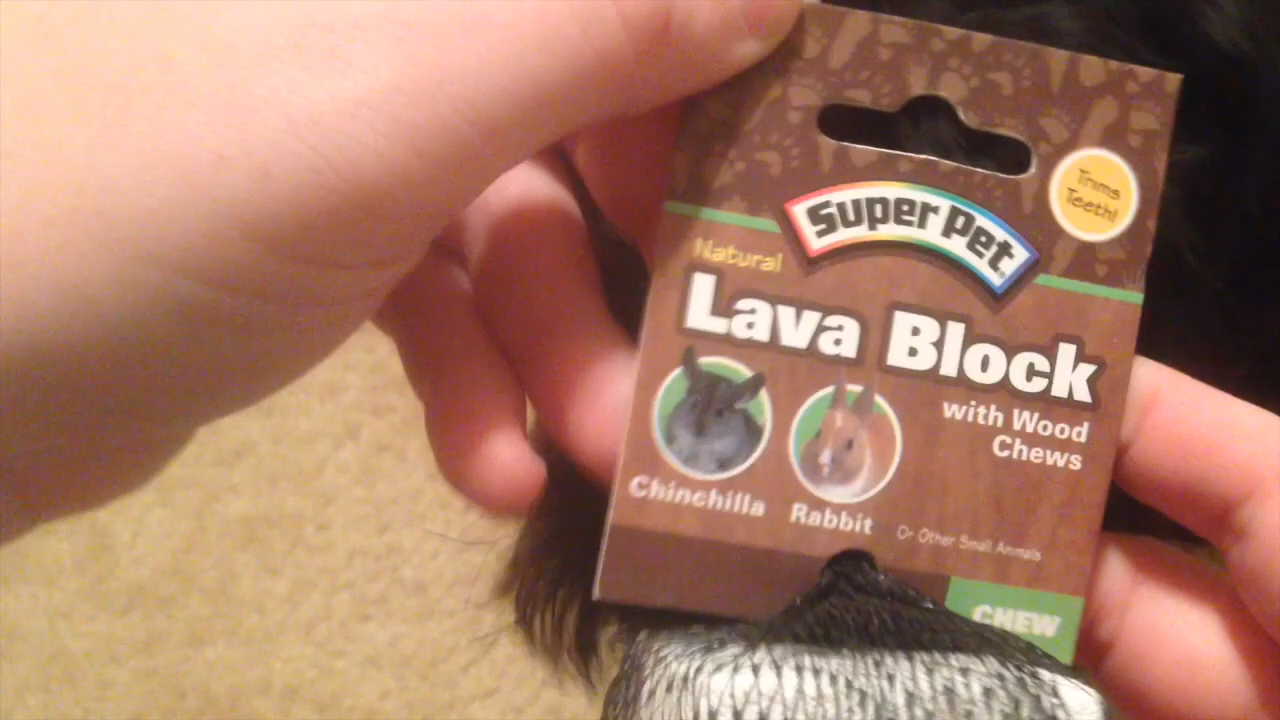 Trims
Teeth!
Super Pet
Natural
Lava Block
with Wood
Chews
Chinchilla
Rabbit
Or Other Small Animals
CHEW